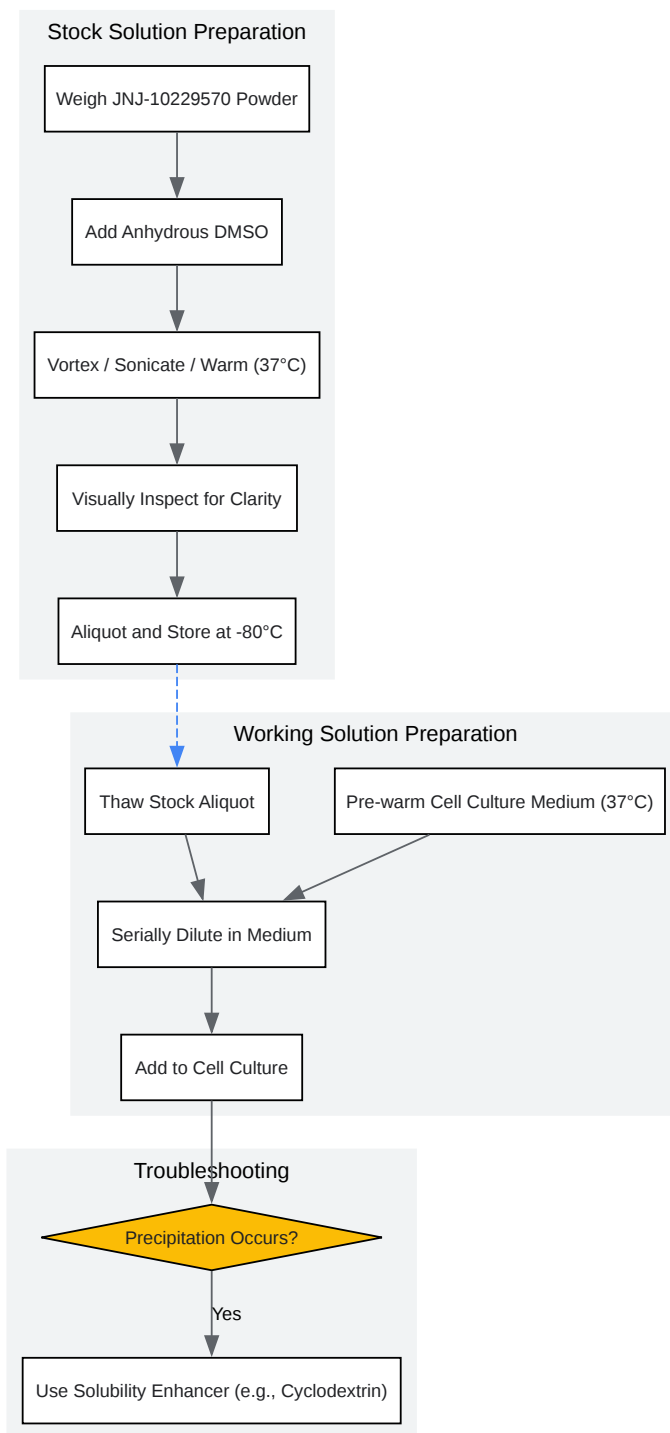 Stock Solution Preparation
Weigh JNJ-10229570 Powder
Add Anhydrous DMSO
Vortex / Sonicate / Warm (37°C)
Visually Inspect for Clarity
Aliquot and Store at -80°C
Working Solution Preparation
Thaw Stock Aliquot
Pre-warm Cell Culture Medium (37°C)
Serially Dilute in Medium
Add to Cell Culture
Troubleshooting
Precipitation Occurs?
Yes
Use Solubility Enhancer (e.g., Cyclodextrin)